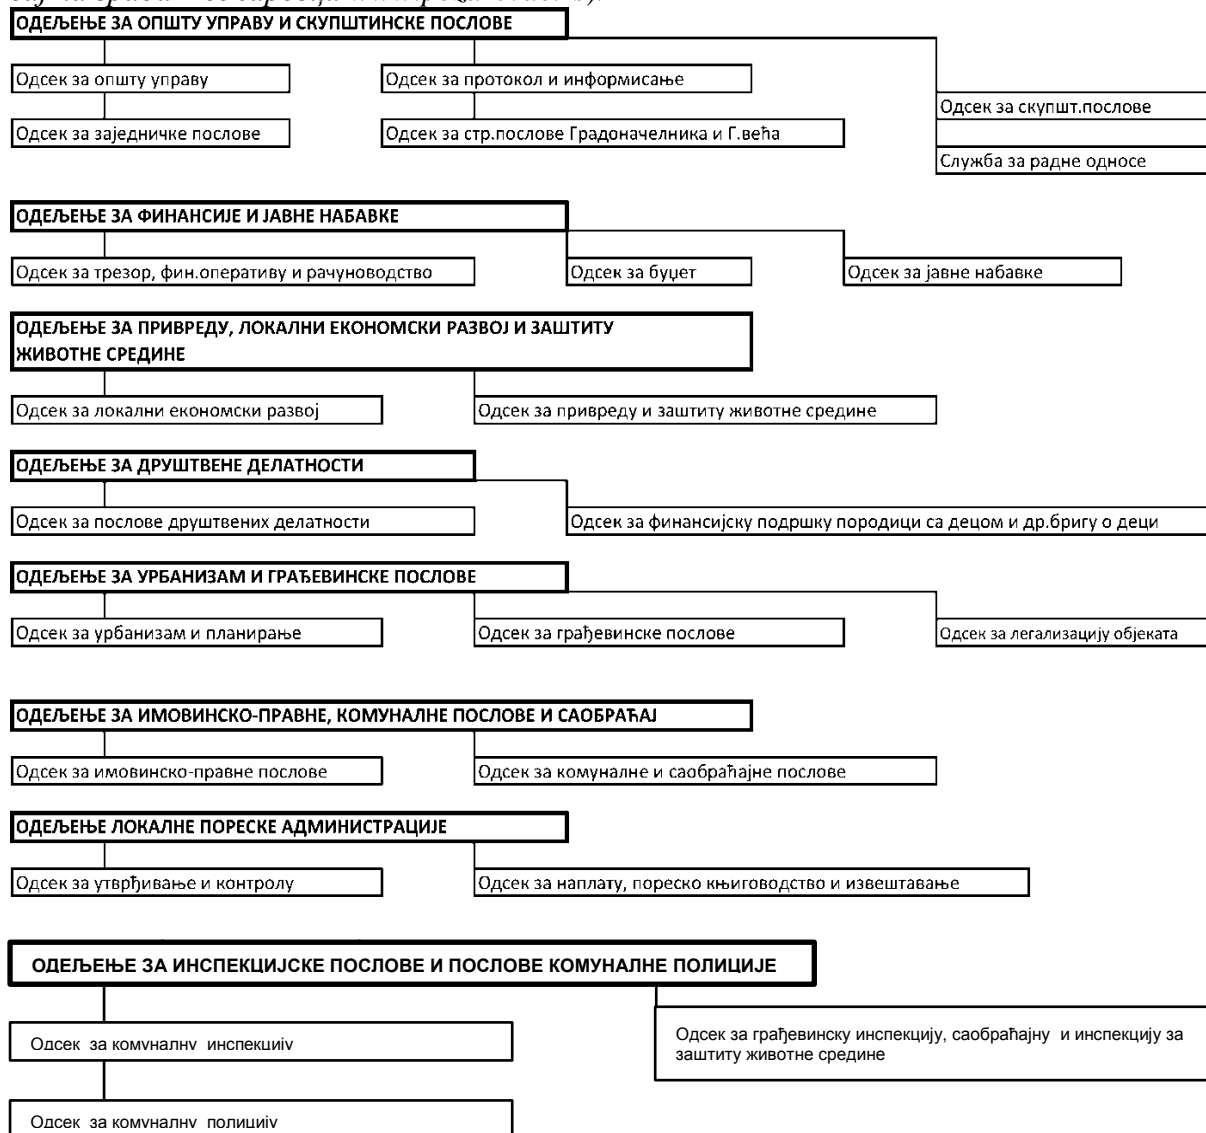 ОДЕЉЕЊЕ ЗА ОПШТУ УПРАВУ И СКУПШТИНСКЕ ПОСЛОВЕ
Одсек за општу управу
Одсек за протокол и информисање
Одсек за скупшт.послове
Одсек за заједничке послове
Одсек за стр.послове Градоначелника и Г.већа
Служба за радне односе
ОДЕЉЕЊЕ ЗА ФИНАНСИЈЕ И ЈАВНЕ НАБАВКЕ
Одсек за трезор, фин.оперативу и рачуноводство
Одсек за буџет
Одсек за јавне набавке
ОДЕЉЕЊЕ ЗА ПРИВРЕДУ, ЛОКАЛНИ ЕКОНОМСКИ РАЗВОЈ И ЗАШТИТУ
ЖИВОТНЕ СРЕДИНЕ
Одсек за локални економски развој
Одсек за привреду и заштиту животне средине
ОДЕЉЕЊЕ ЗА ДРУШТВЕНЕ ДЕЛАТНОСТИ
Одсек за послове друштвених делатности
Одсек за финансијску подршку породици са децом и др.бригу о деци
ОДЕЉЕЊЕ ЗА УРБАНИЗАМ И ГРАЂЕВИНСКЕ ПОСЛОВЕ
Одсек за урбанизам и планирање
Одсек за грађевинске послове
Одсек за легализацију објеката
ОДЕЉЕЊЕ ЗА ИМОВИНСКО-ПРАВНЕ, КОМУНАЛНЕ ПОСЛОВЕ И САОБРАЋАЈ
Одсек за имовинско-правне послове
Одсек за комуналне и саобраћајне послове
ОДЕЉЕЊЕ ЛОКАЛНЕ ПОРЕСКЕ АДМИНИСТРАЦИЈЕ
Одсек за утврђивање и контролу
Одсек за наплату, пореско књиговодство и извештавање
ОДЕЉЕЊЕ ЗА ИНСПЕКЦИЈСКЕ ПОСЛОВЕ И ПОСЛОВЕ КОМУНАЛНЕ ПОЛИЦИЈЕ
Одсек за комуналну инспекцију
Одсек за грађевинску инспекцију, саобраћајну и инспекцију за
заштиту животне средине
Одсек за комуналну полицију